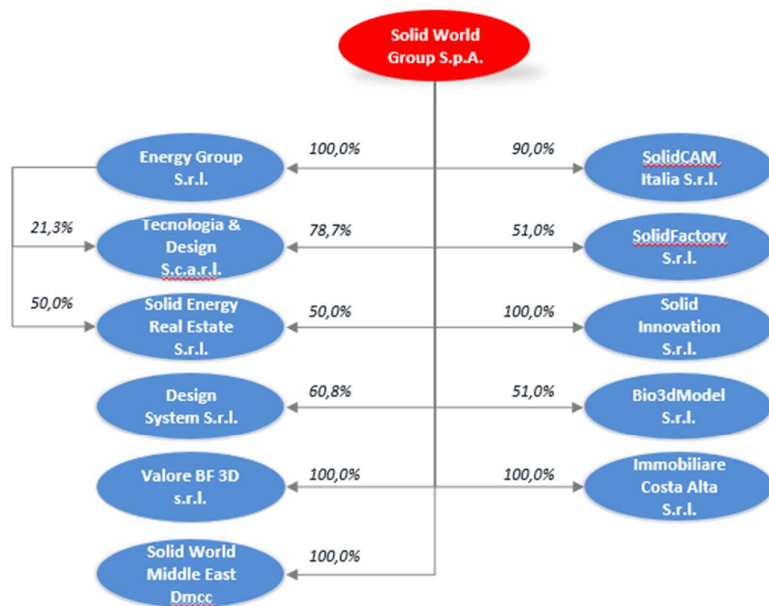 Solid World
Group S.p.A.
Energy Group
S.r.l.
100,0%
90,0%
SolidCAM
Italia S.r.l.
21,3%
Tecnologia &
Design
S.c.a.r.l.
78,7%
51,0%
SolidFactory
S.r.l.
50,0%
Solid Energy
Real Estate
S.r.l.
50,0%
100,0%
Solid
Innovation
S.r.l.
Design
System S.r.l.
60,8%
51,0%
Bio3dModel
S.r.l.
Valore BF 3D
s.r.l.
100,0%
100,0%
Immobiliare
Costa Alta
S.r.l.
Solid World
Middle East
Dmcc
100,0%